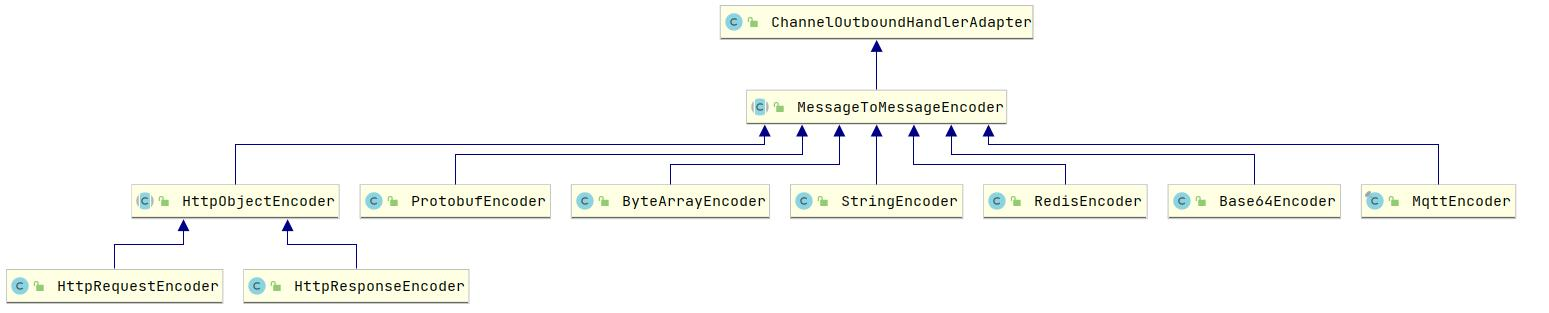 ChannelOutboundHandlerAdapter
MessageToMessageEncoder
HttpObjectEncoder
ProtobufEncoder
ByteArrayEncoder
StringEncoder
RedisEncoder
Base64Encoder
MqttEncoder
HttpRequestEncoder
HttpResponseEncoder